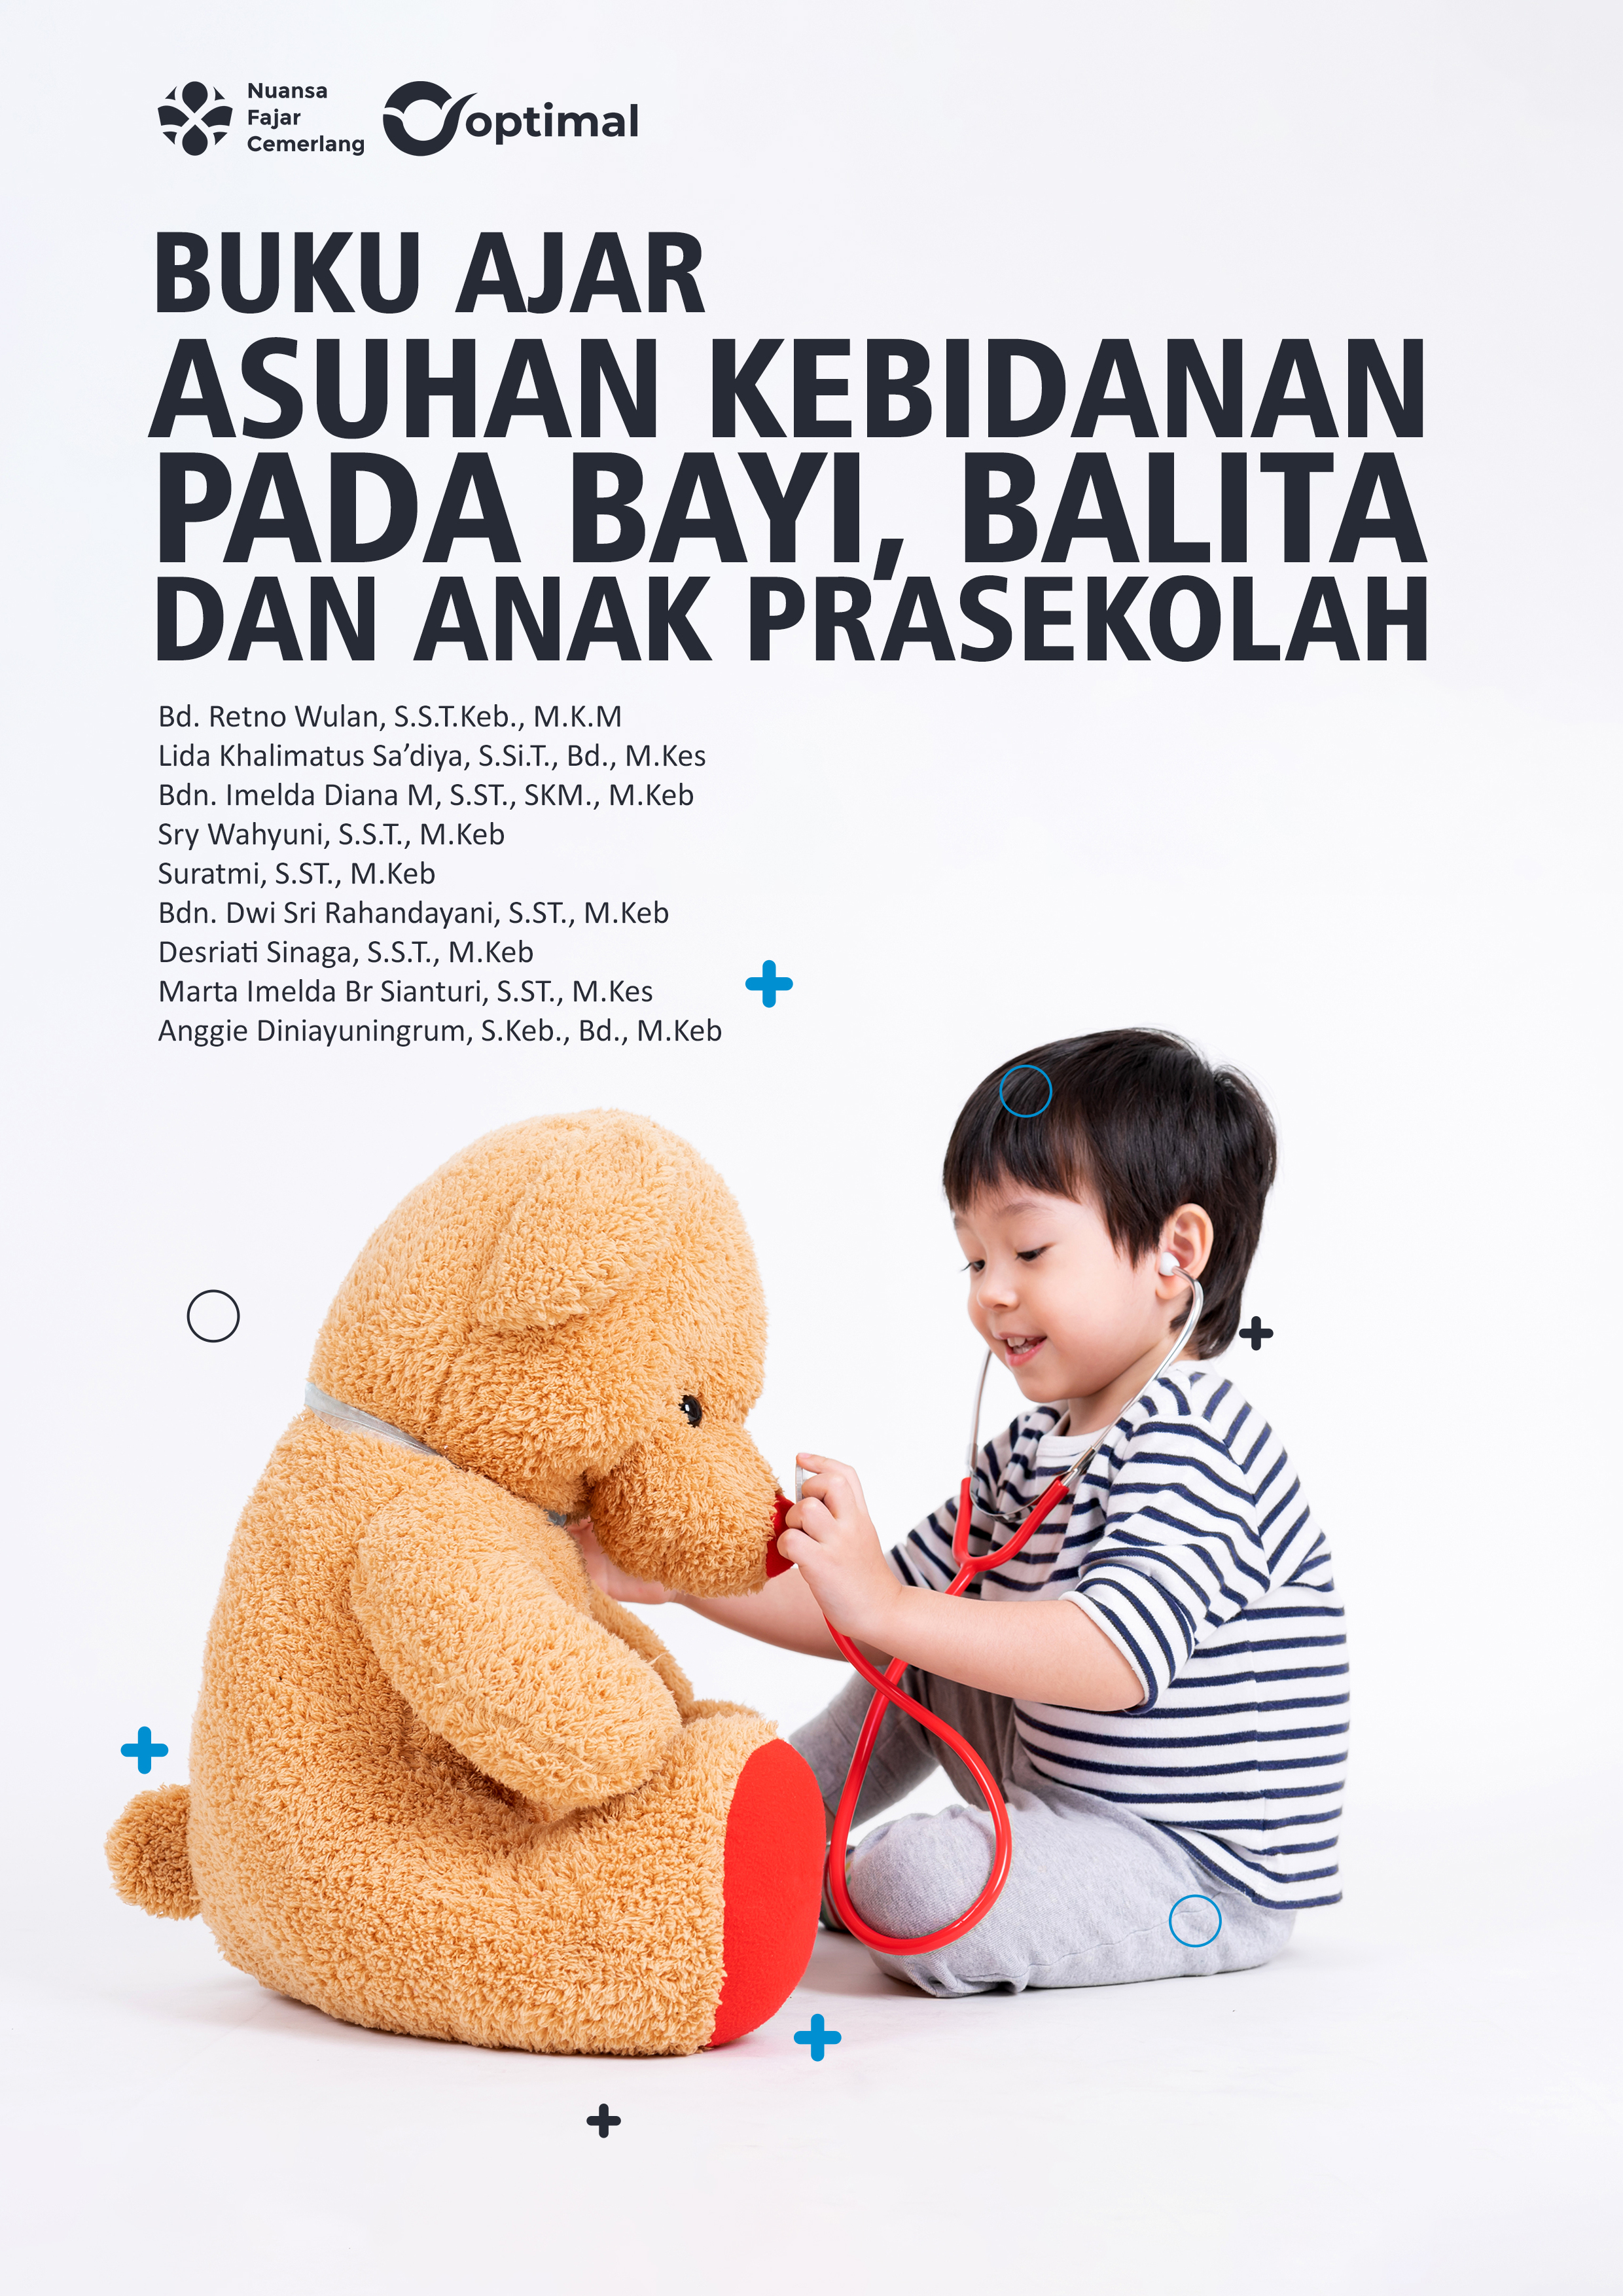 Nuansa
Fajar
Cemerlang
optimal
BUKU AJAR
ASUHAN KEBIDANAN
PADA BAYI, BALITA
DAN ANAK PRASEKOLAH
Bd. Retno Wulan, S.S.T.Keb., M.K.M
Lida Khalimatus Sa’diya, S.Si.T., Bd., M.Kes
Bdn. Imelda Diana M, S.ST., SKM., M.Keb
Sry Wahyuni, S.S.T., M.Keb
Suratmi, S.ST., M.Keb
Bdn. Dwi Sri Rahandayani, S.ST., M.Keb
Desriati Sinaga, S.S.T., M.Keb
Marta Imelda Br Sianturi, S.ST., M.Kes
Anggie Diniayuningrum, S.Keb., Bd., M.Keb